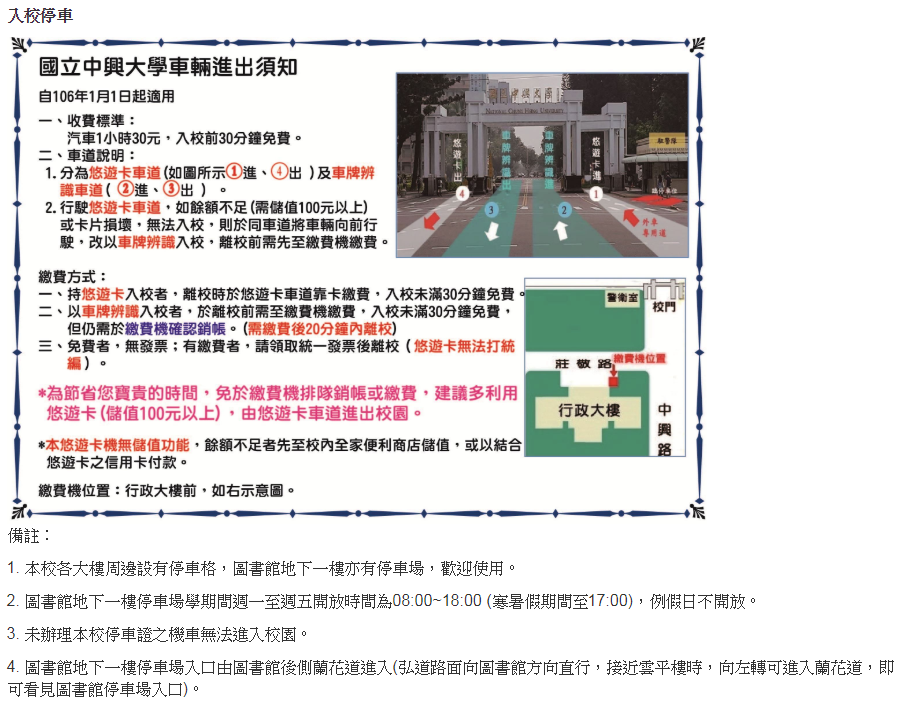 入校停車
國立中興大學車輛進出須知
自106年1月1日起適用
一、收費標準：
汽車1小時30元，入校前30分鐘免費。
二、車道說明：
1. 分為悠遊卡車道(如圖所示①進、④出 )及車牌辨
識車道( ②進、③出 ) 。
2. 行駛悠遊卡車道，如餘額不足(需儲值100元以上)
或卡片損壞，無法入校，則於同車道將車輛向前行
駛，改以車牌辨識入校，離校前需先至繳費機繳費。
國立中興大學
NATIONAL CHUNG HSING UNIVERSITY
悠遊卡出
車牌辨識出
車牌辨識進
悠遊卡進
駐警隊
臨停車位
4
3
2
1
外車
專用道
繳費方式：
一、持悠遊卡入校者，離校時於悠遊卡車道靠卡繳費，入校未滿30分鐘免費。
二、以車牌辨識入校者，於離校前需至繳費機繳費，入校未滿30分鐘免費，
但仍需於繳費機確認銷帳。(需繳費後20分鐘內離校)
三、免費者，無發票；有繳費者，請領取統一發票後離校（悠遊卡無法打統
編）。
*為節省您寶貴的時間，免於繳費機排隊銷帳或繳費，建議多利用
悠遊卡(儲值100元以上)，由悠遊卡車道進出校園。
*本悠遊卡機無儲值功能，餘額不足者先至校內全家便利商店儲值，或以結合
悠遊卡之信用卡付款。
繳費機位置：行政大樓前，如右示意圖。
警衛室
校門
莊敬路
繳費機位置
行政大樓
中興路
備註：
1. 本校各大樓周邊設有停車格，圖書館地下一樓亦有停車場，歡迎使用。
2. 圖書館地下一樓停車場學期間週一至週五開放時間為08:00~18:00 (寒暑假期間至17:00)，例假日不開放。
3. 未辦理本校停車證之機車無法進入校園。
4. 圖書館地下一樓停車場入口由圖書館後側蘭花道進入(弘道路面向圖書館方向直行，接近雲平樓時，向左轉可進入蘭花道，即
可看見圖書館停車場入口)。